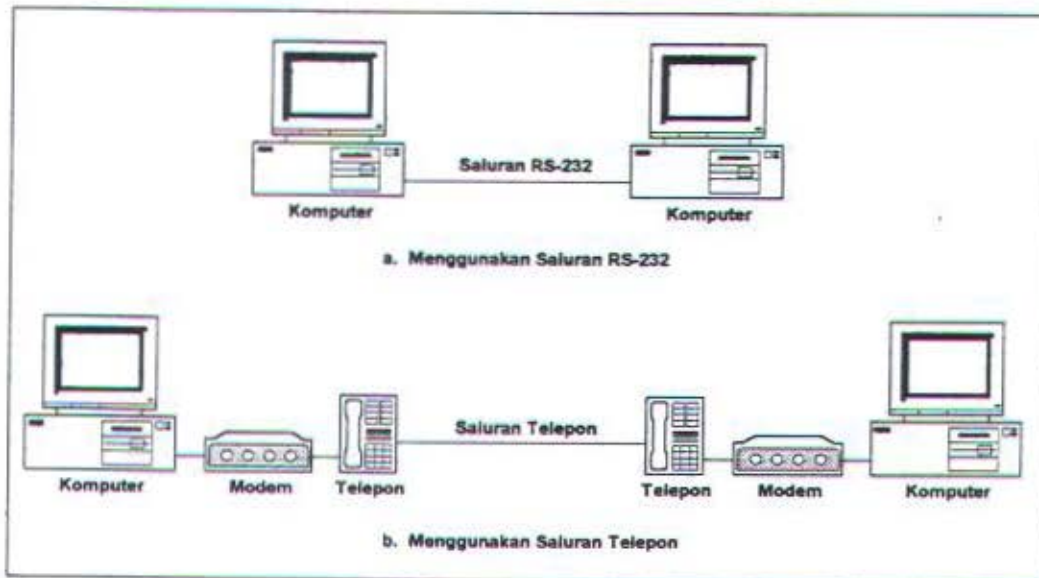 Saluran RS-232
Komputer Komputer
a. Menggunakan Saluran RS-232
Saluran Telepon
Komputer Modem Telepon Telepon Modem Komputer
b. Menggunakan Saluran Telepon